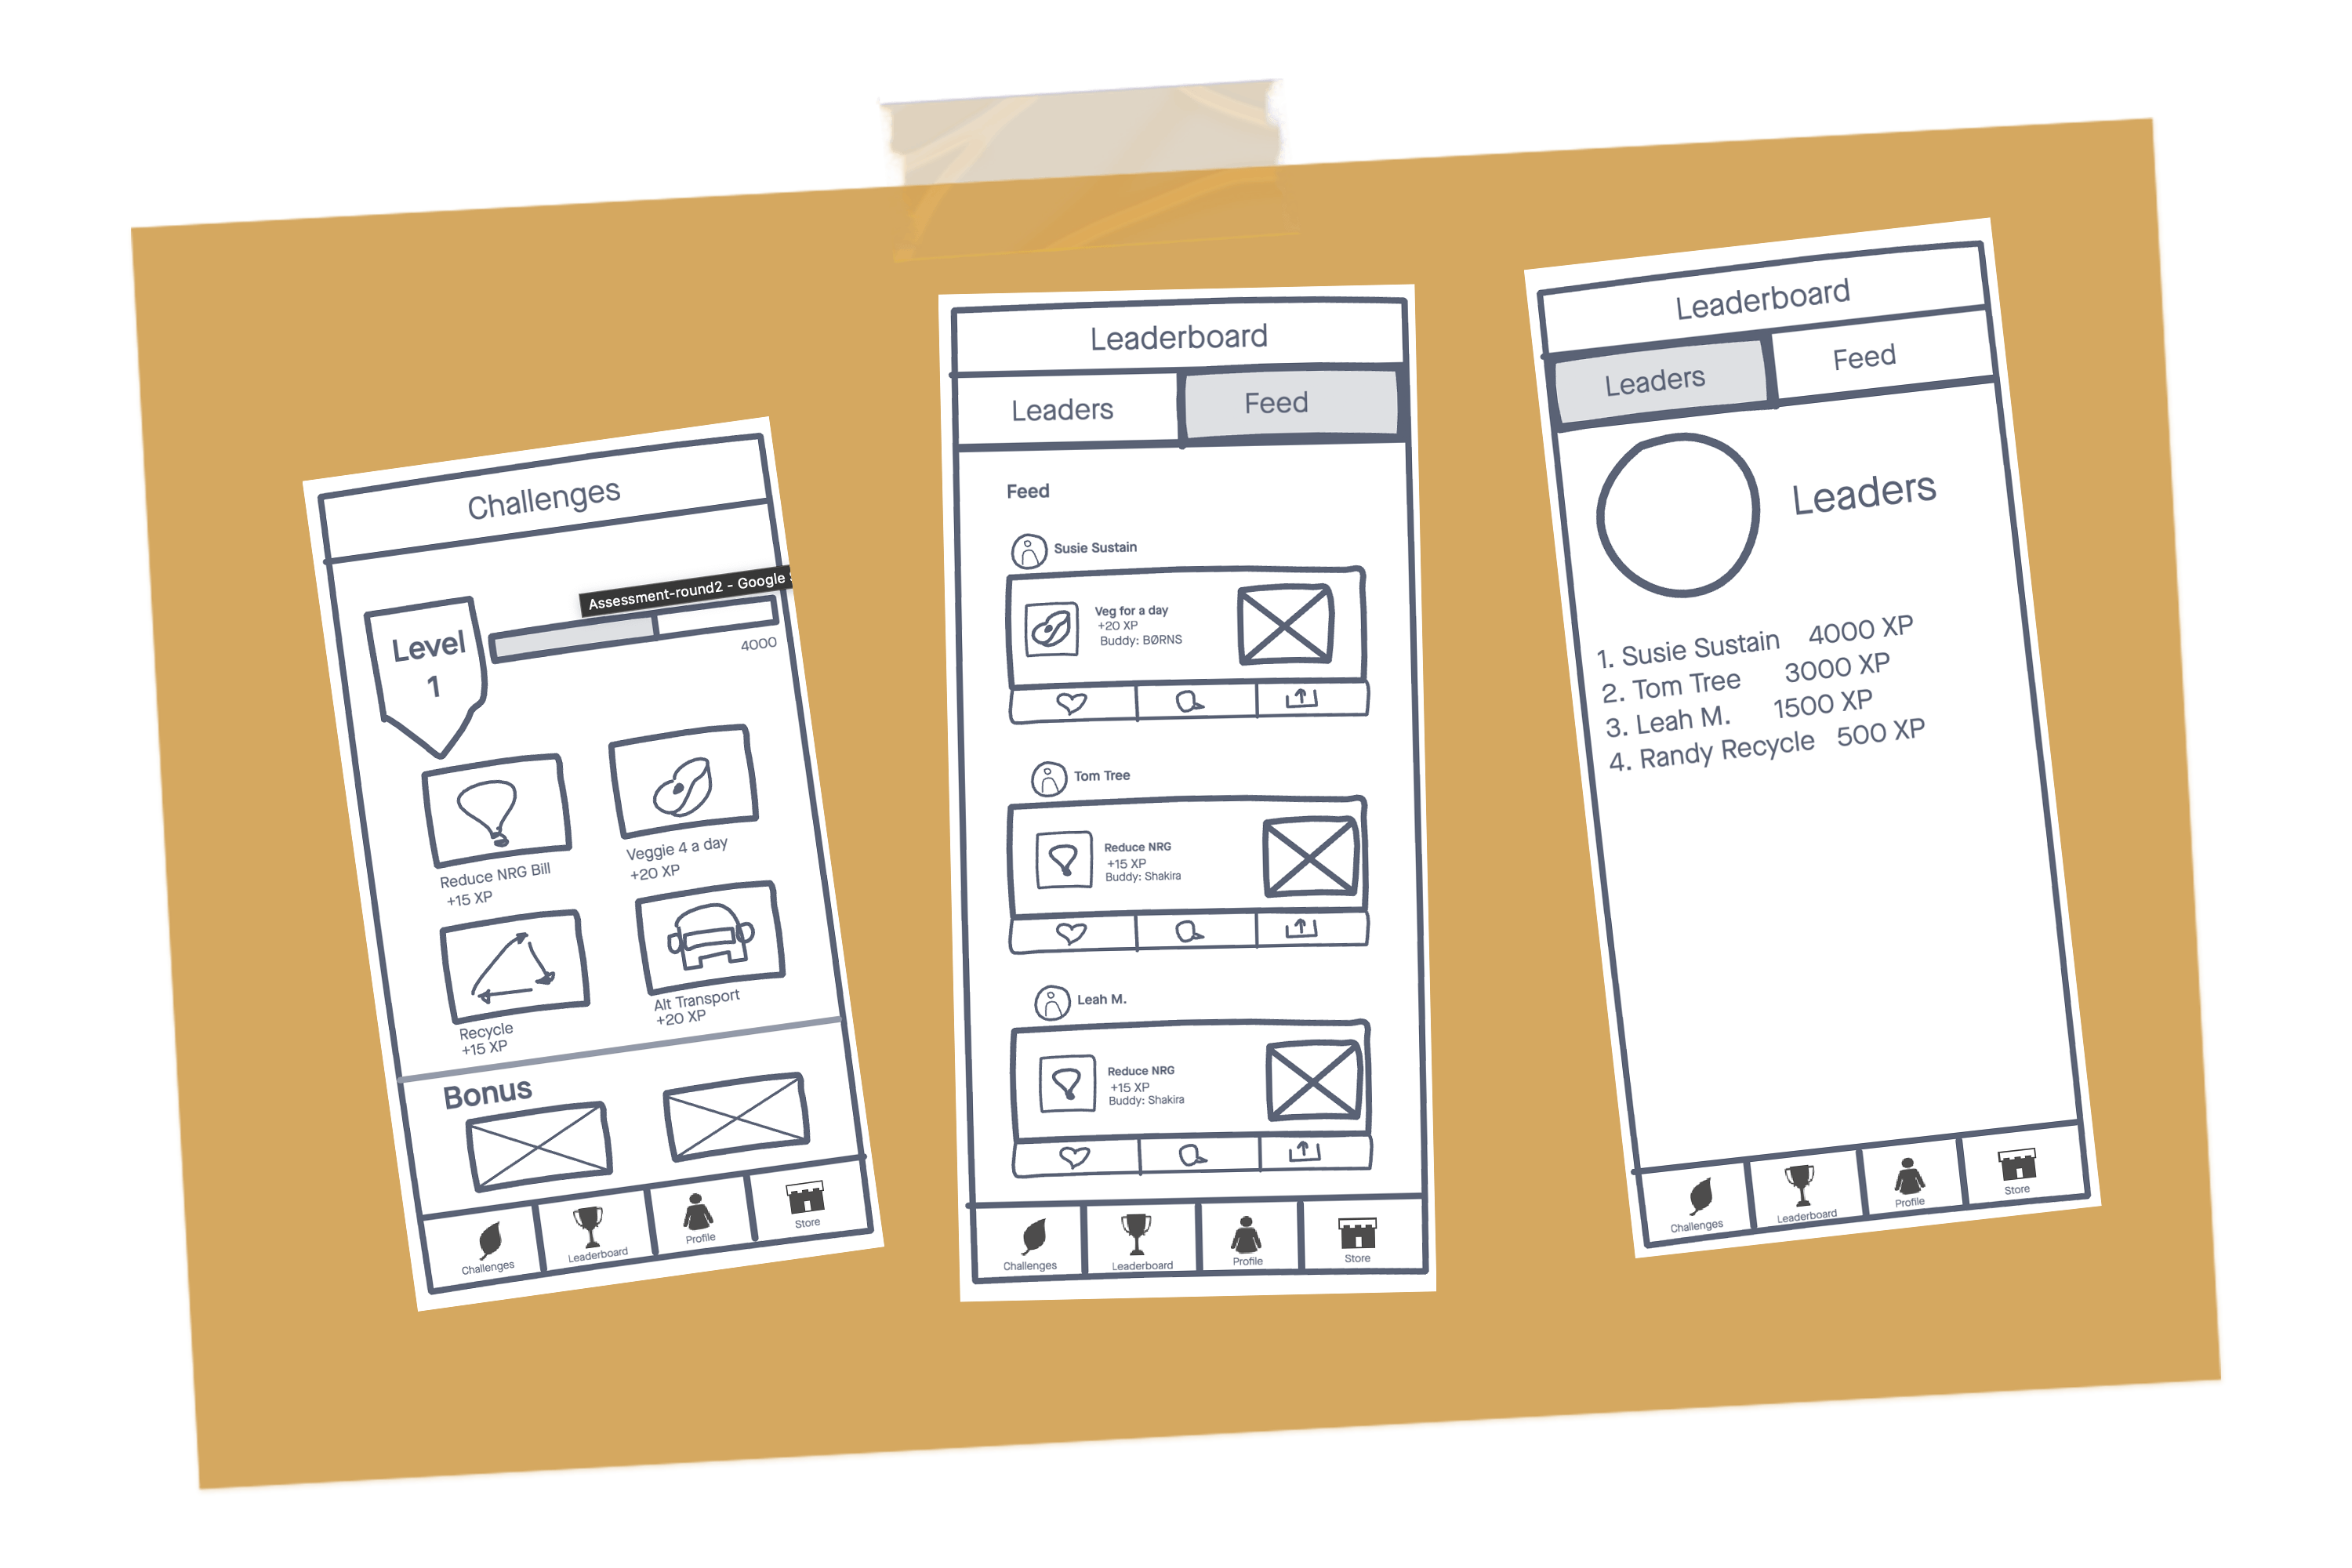 Challenges
Assessment-round2 - Google
Level
1
4000
Reduce NRG Bill
+15 XP
Veggie 4 a day
+20 XP
Recycle
+15 XP
Alt Transport
+20 XP
Bonus
Challenges
Leaderboard
Profile
Store
Leaderboard
Leaders
Feed
Feed
Susie Sustain
Veg for a day
+20 XP
Buddy: BØRNS
Tom Tree
Reduce NRG
+15 XP
Buddy: Shakira
Leah M.
Reduce NRG
+15 XP
Buddy: Shakira
Challenges
Leaderboard
Profile
Store
Leaderboard
Leaders
Feed
Leaders
1. Susie Sustain 4000 XP
2. Tom Tree 3000 XP
3. Leah M. 1500 XP
4. Randy Recycle 500 XP
Challenges
Leaderboard
Profile
Store